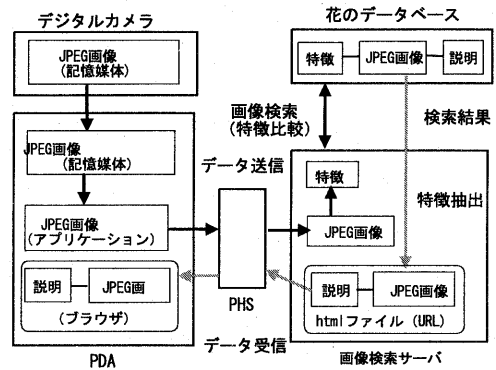 デジタルカメラ
JPEG画像
(記憶媒体)
JPEG画像
(記憶媒体)
JPEG画像
(アプリケーション)
説明
JPEG画
(ブラウザ)
PDA
データ送信
PHS
データ受信
花のデータベース
特徴
JPEG画像
説明
画像検索
(特徴比較)
検索結果
特徴
特徴抽出
JPEG画像
説明
JPEG画像
htmlファイル (URL)
画像検索サーバ